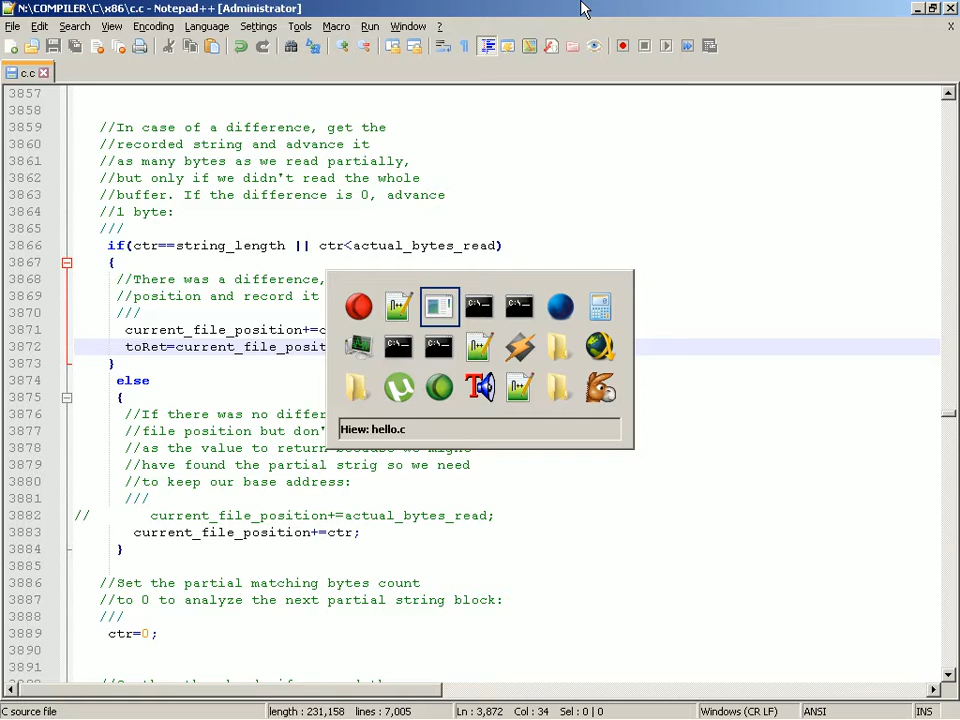 N:\COMPILER\C\x86\c.c - Notepad++ [Administrator]
File Edit Search View Encoding Language Settings Tools Macro Run Window ? X
c.c
3857
3858
3859 //In case of a difference, get the
3860 //recorded string and advance it
3861 //as many bytes as we read partially,
3862 //but only if we didn't read the whole
3863 //buffer. If the difference is 0, advance
3864 //1 byte:
3865 ///
3866 if(ctr==string_length || ctr<actual_bytes_read)
3867 {
3868 //There was a difference,
3869 //position and record it
3870 ///
3871 current_file_position+=c
3872 toRet=current_file_posit
3873 }
3874 else
3875 {
3876 //If there was no differ
3877 //file position but don'
3878 //as the value to return because we might
3879 //have found the partial strig so we need
3880 //to keep our base address:
3881 ///
3882 // current_file_position+=actual_bytes_read;
3883 current_file_position+=ctr;
3884 }
3885
3886 //Set the partial matching bytes count
3887 //to 0 to analyze the next partial string block:
3888 ///
3889 ctr=0;
3890
3891
Hiew: hello.c
C source file length : 231,158 lines : 7,005 Ln : 3,872 Col : 34 Sel : 0 | 0 Windows (CR LF) ANSI INS